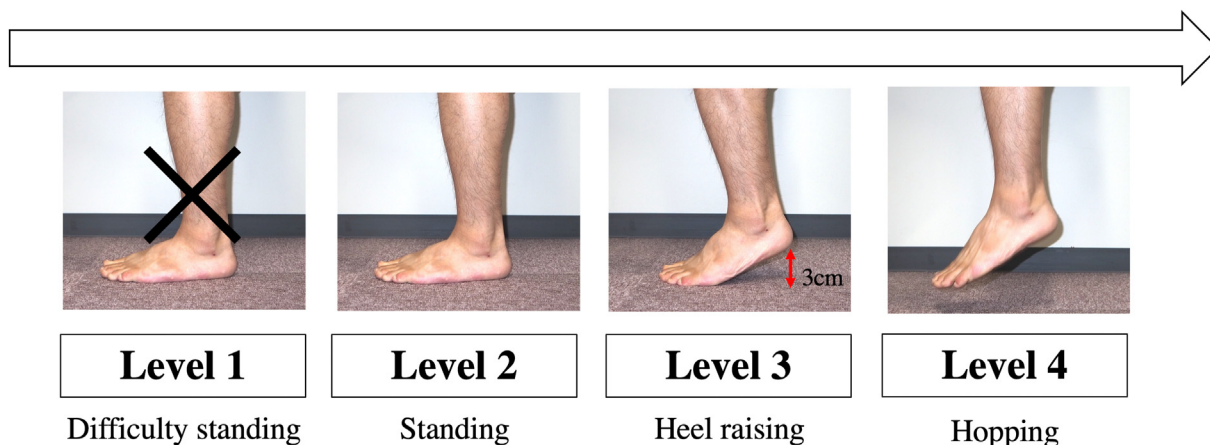 3cm
Level 1
Level 2
Level 3
Level 4
Difficulty standing
Standing
Heel raising
Hopping